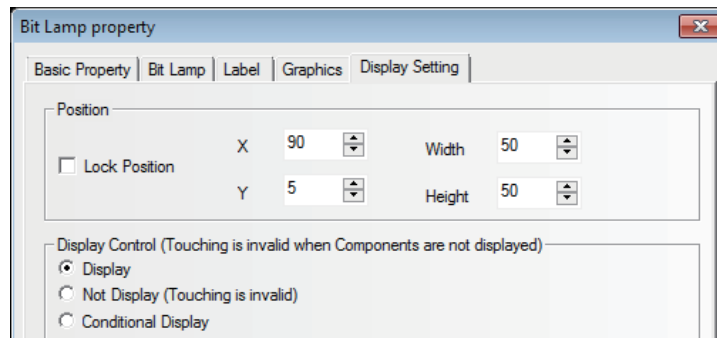 Bit Lamp property
Basic Property Bit Lamp Label Graphics Display Setting
Position
X 90 Width 50
Lock Position
Y 5 Height 50
Display Control (Touching is invalid when Components are not displayed)
Display
Not Display (Touching is invalid)
Conditional Display